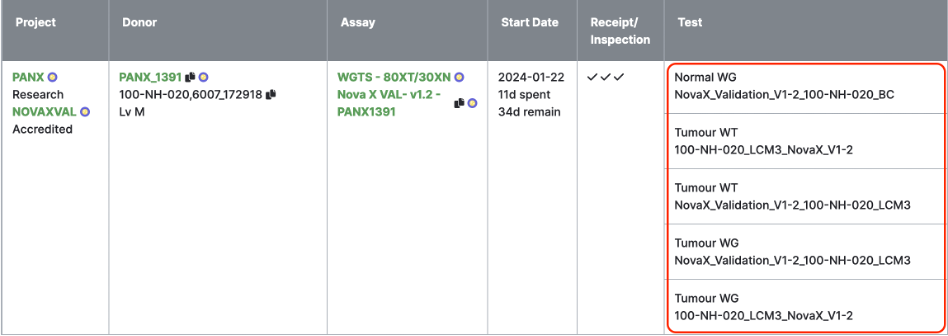 Project
Donor
Assay
Start Date
Receipt/
Inspection
Test
PANX
Research
NOVAXVAL
Accredited
PANX_1391
100-NH-020,6007_172918
Lv M
WGTS - 80XT/30XN
Nova X VAL- v1.2 -
PANX1391
2024-01-22
11d spent
34d remain
✓✓✓
Normal WG
NovaX_Validation_V1-2_100-NH-020_BC
Tumour WT
100-NH-020_LCM3_NovaX_V1-2
Tumour WT
NovaX_Validation_V1-2_100-NH-020_LCM3
Tumour WG
NovaX_Validation_V1-2_100-NH-020_LCM3
Tumour WG
100-NH-020_LCM3_NovaX_V1-2